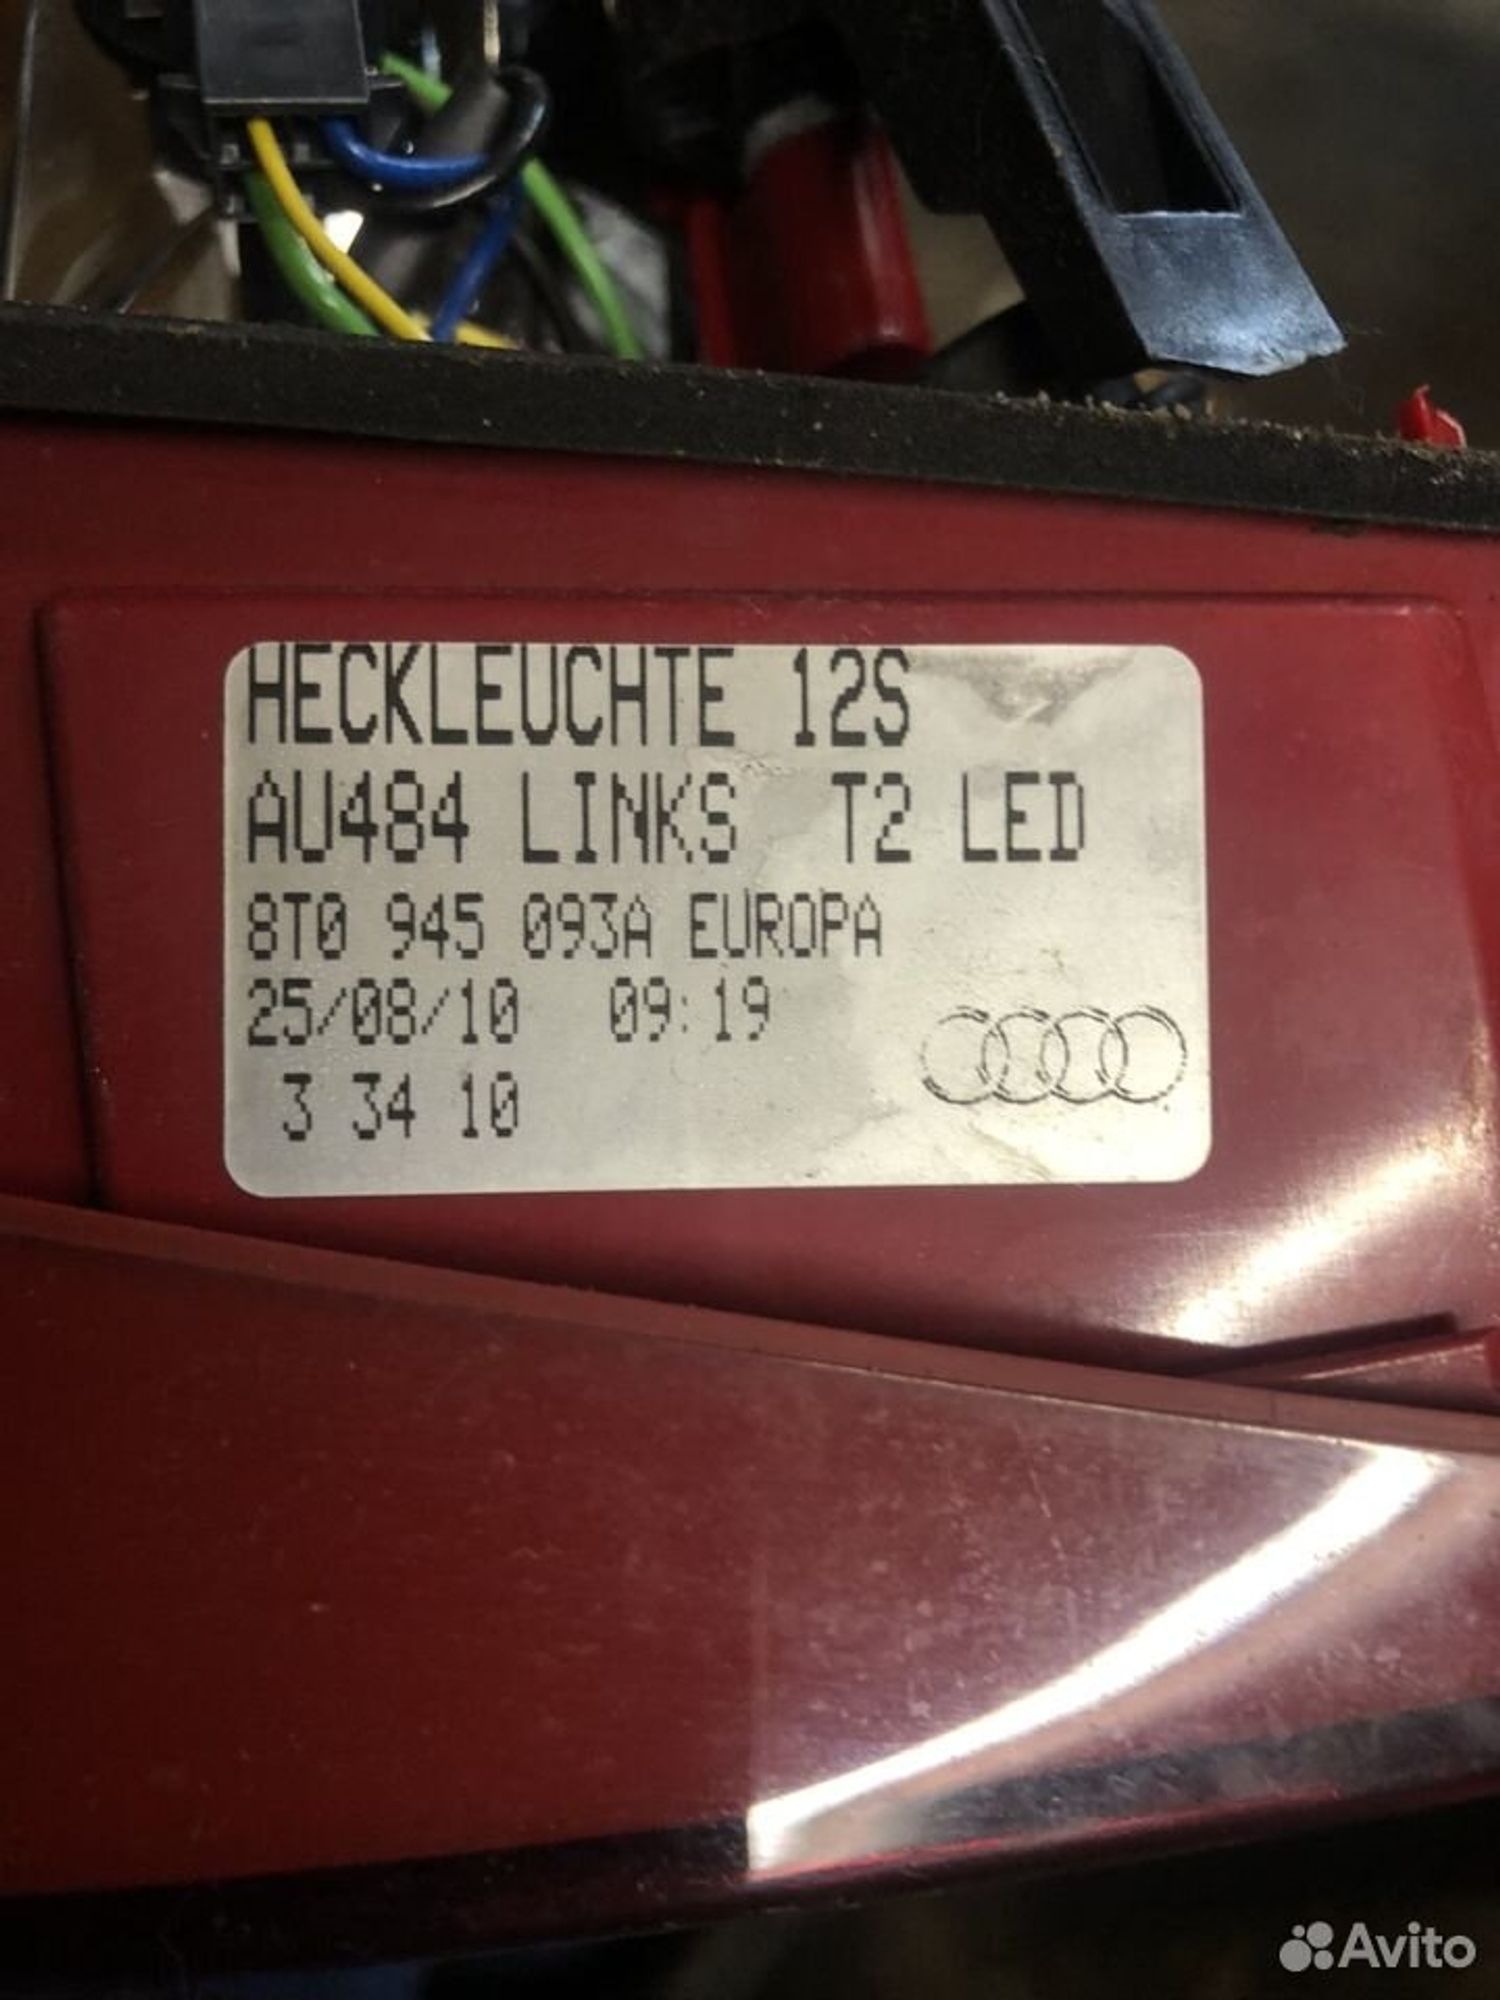 HECKLEUCHTE 12S
AU484 LINKS T2 LED
8T0 945 093A EUROPA
25/08/10 09:19
3 34 10
Avito